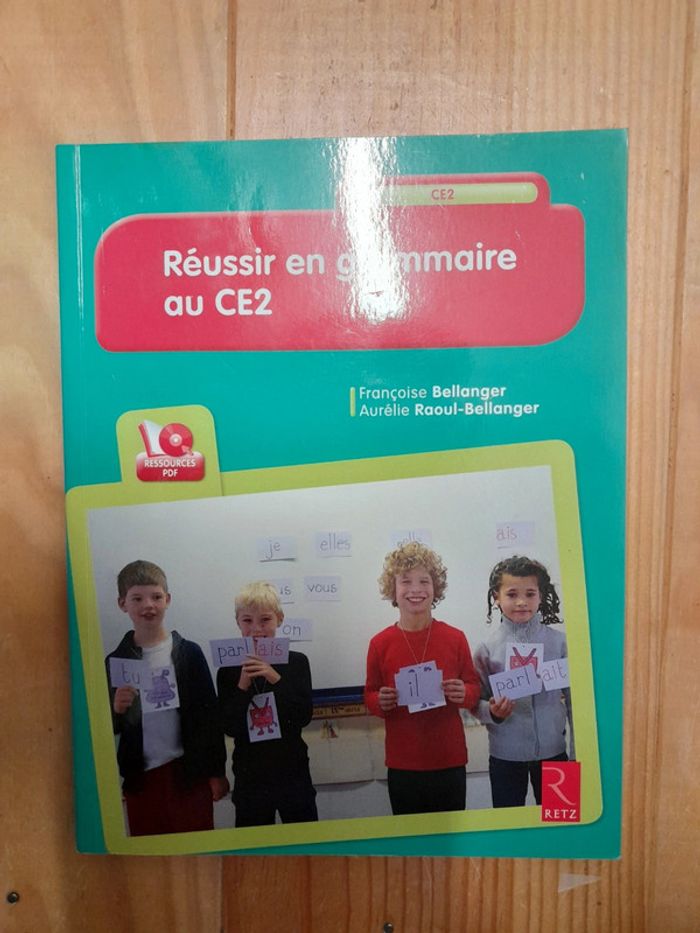 CE2
Réussir en grammaire
au CE2
Françoise Bellanger
Aurélie Raoul-Bellanger
RESSOURCES
PDF
je
elles
ais
vous
on
tu
parl ais
il
parl ait
RETZ